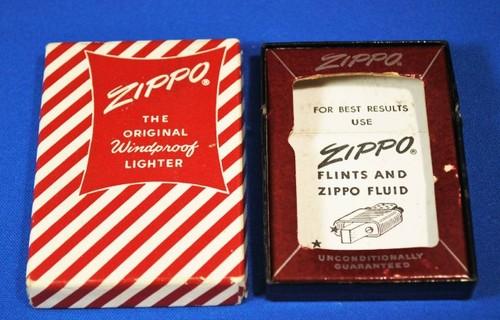 ZIPPO®
THE
ORIGINAL
Windproof
LIGHTER
ZIPPO
FOR BEST RESULTS
USE
ZIPPO®
FLINTS AND
ZIPPO FLUID
UNCONDITIONALLY
GUARANTEED